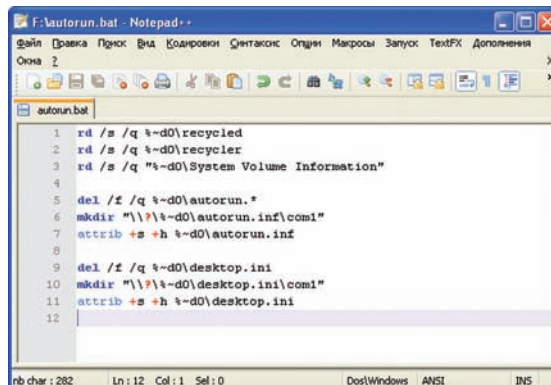 F:\autorun.bat - Notepad++
Файл Правка Поиск Вид Кодировки Синтаксис Опции Макросы Запуск TextFX Дополнения
Окна ?
autorun.bat
1 rd /s /q %~d0\recycled
2 rd /s /q %~d0\recycler
3 rd /s /q "%~d0\System Volume Information"
4
5 del /f /q %~d0\autorun.*
6 mkdir "\\?\%~d0\autorun.inf\com1"
7 attrib +s +h %~d0\autorun.inf
8
9 del /f /q %~d0\desktop.ini
10 mkdir "\\?\%~d0\desktop.ini\com1"
11 attrib +s +h %~d0\desktop.ini
12
nb char : 282 Ln : 12 Col : 1 Sel : 0 Dos\Windows ANSI INS